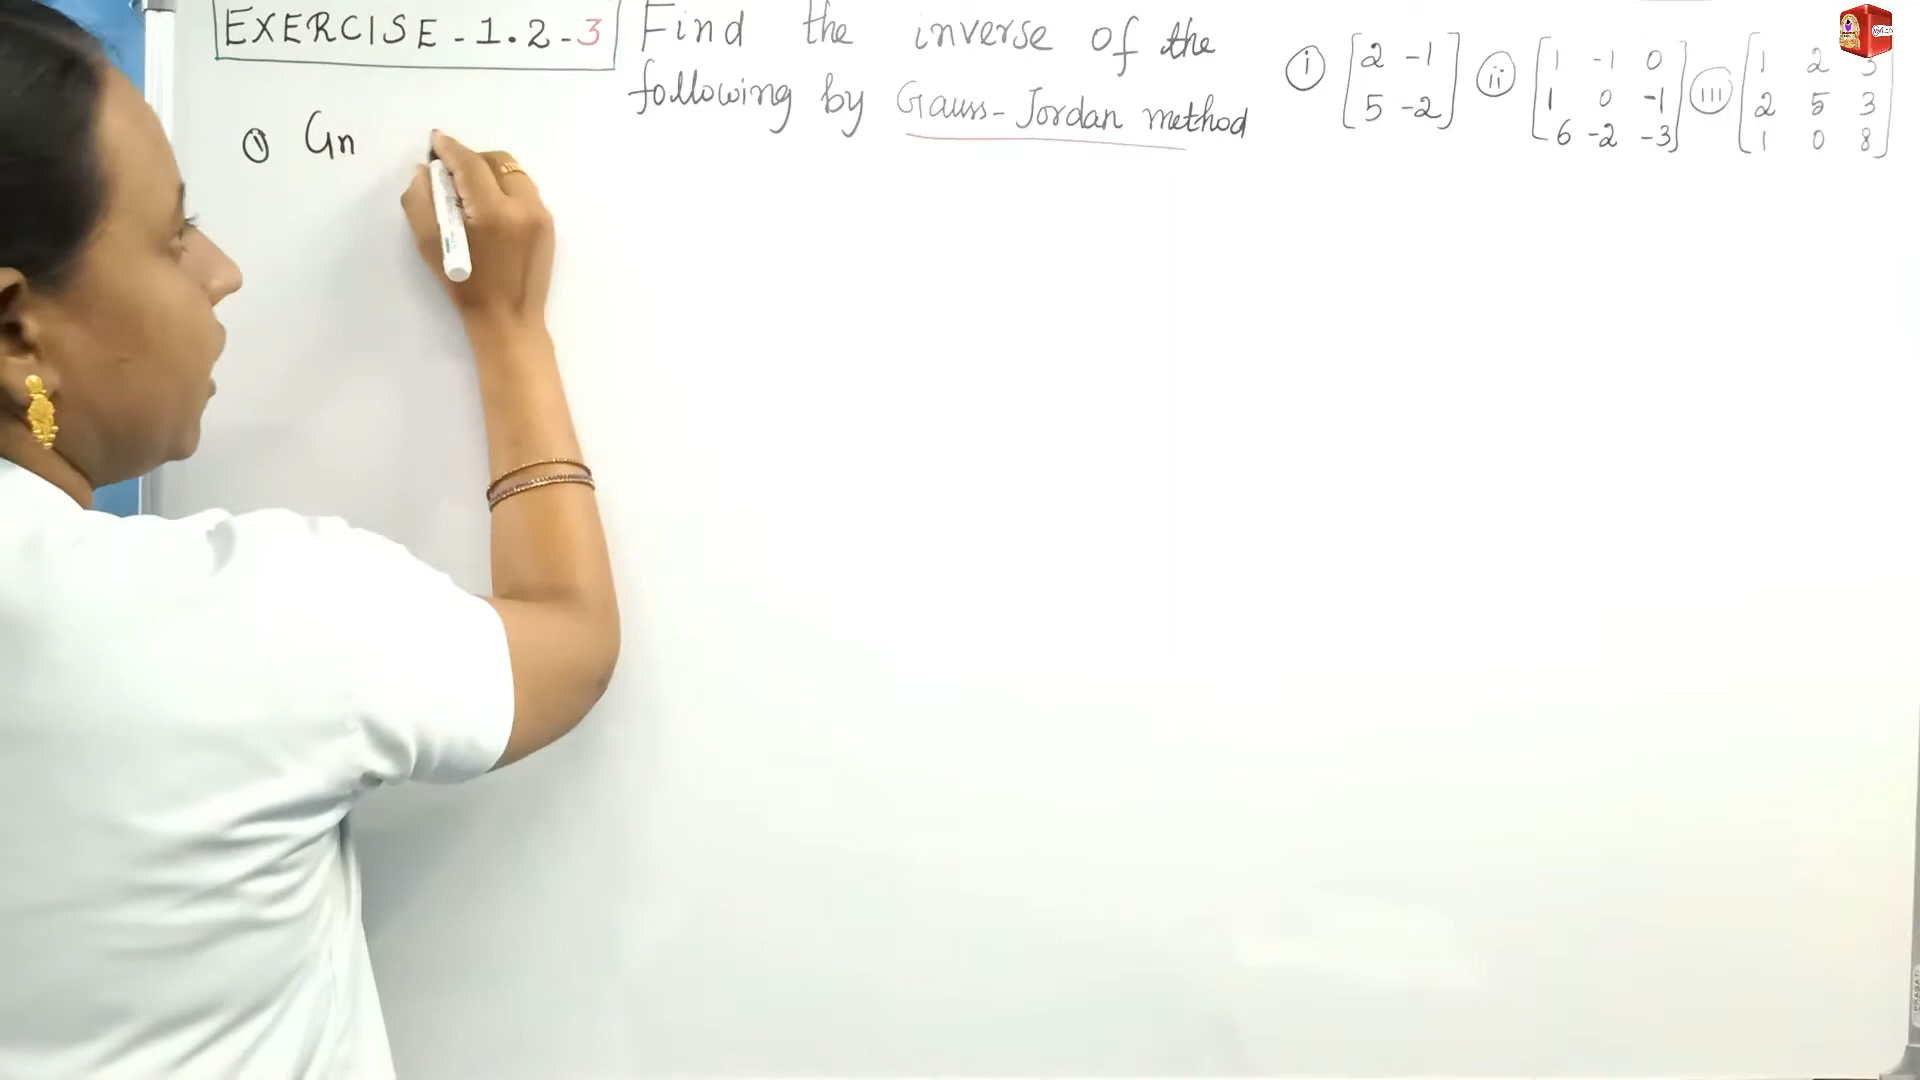 EXERCISE - 1.2 - 3
Find the inverse of the
following by Gauss-Jordan method
(i) [2 -1
5 -2]
(ii) [1 -1 0
1 0 -1
6 -2 -3]
(iii) [1 2 3
2 5 3
1 0 8]
(i) Gn